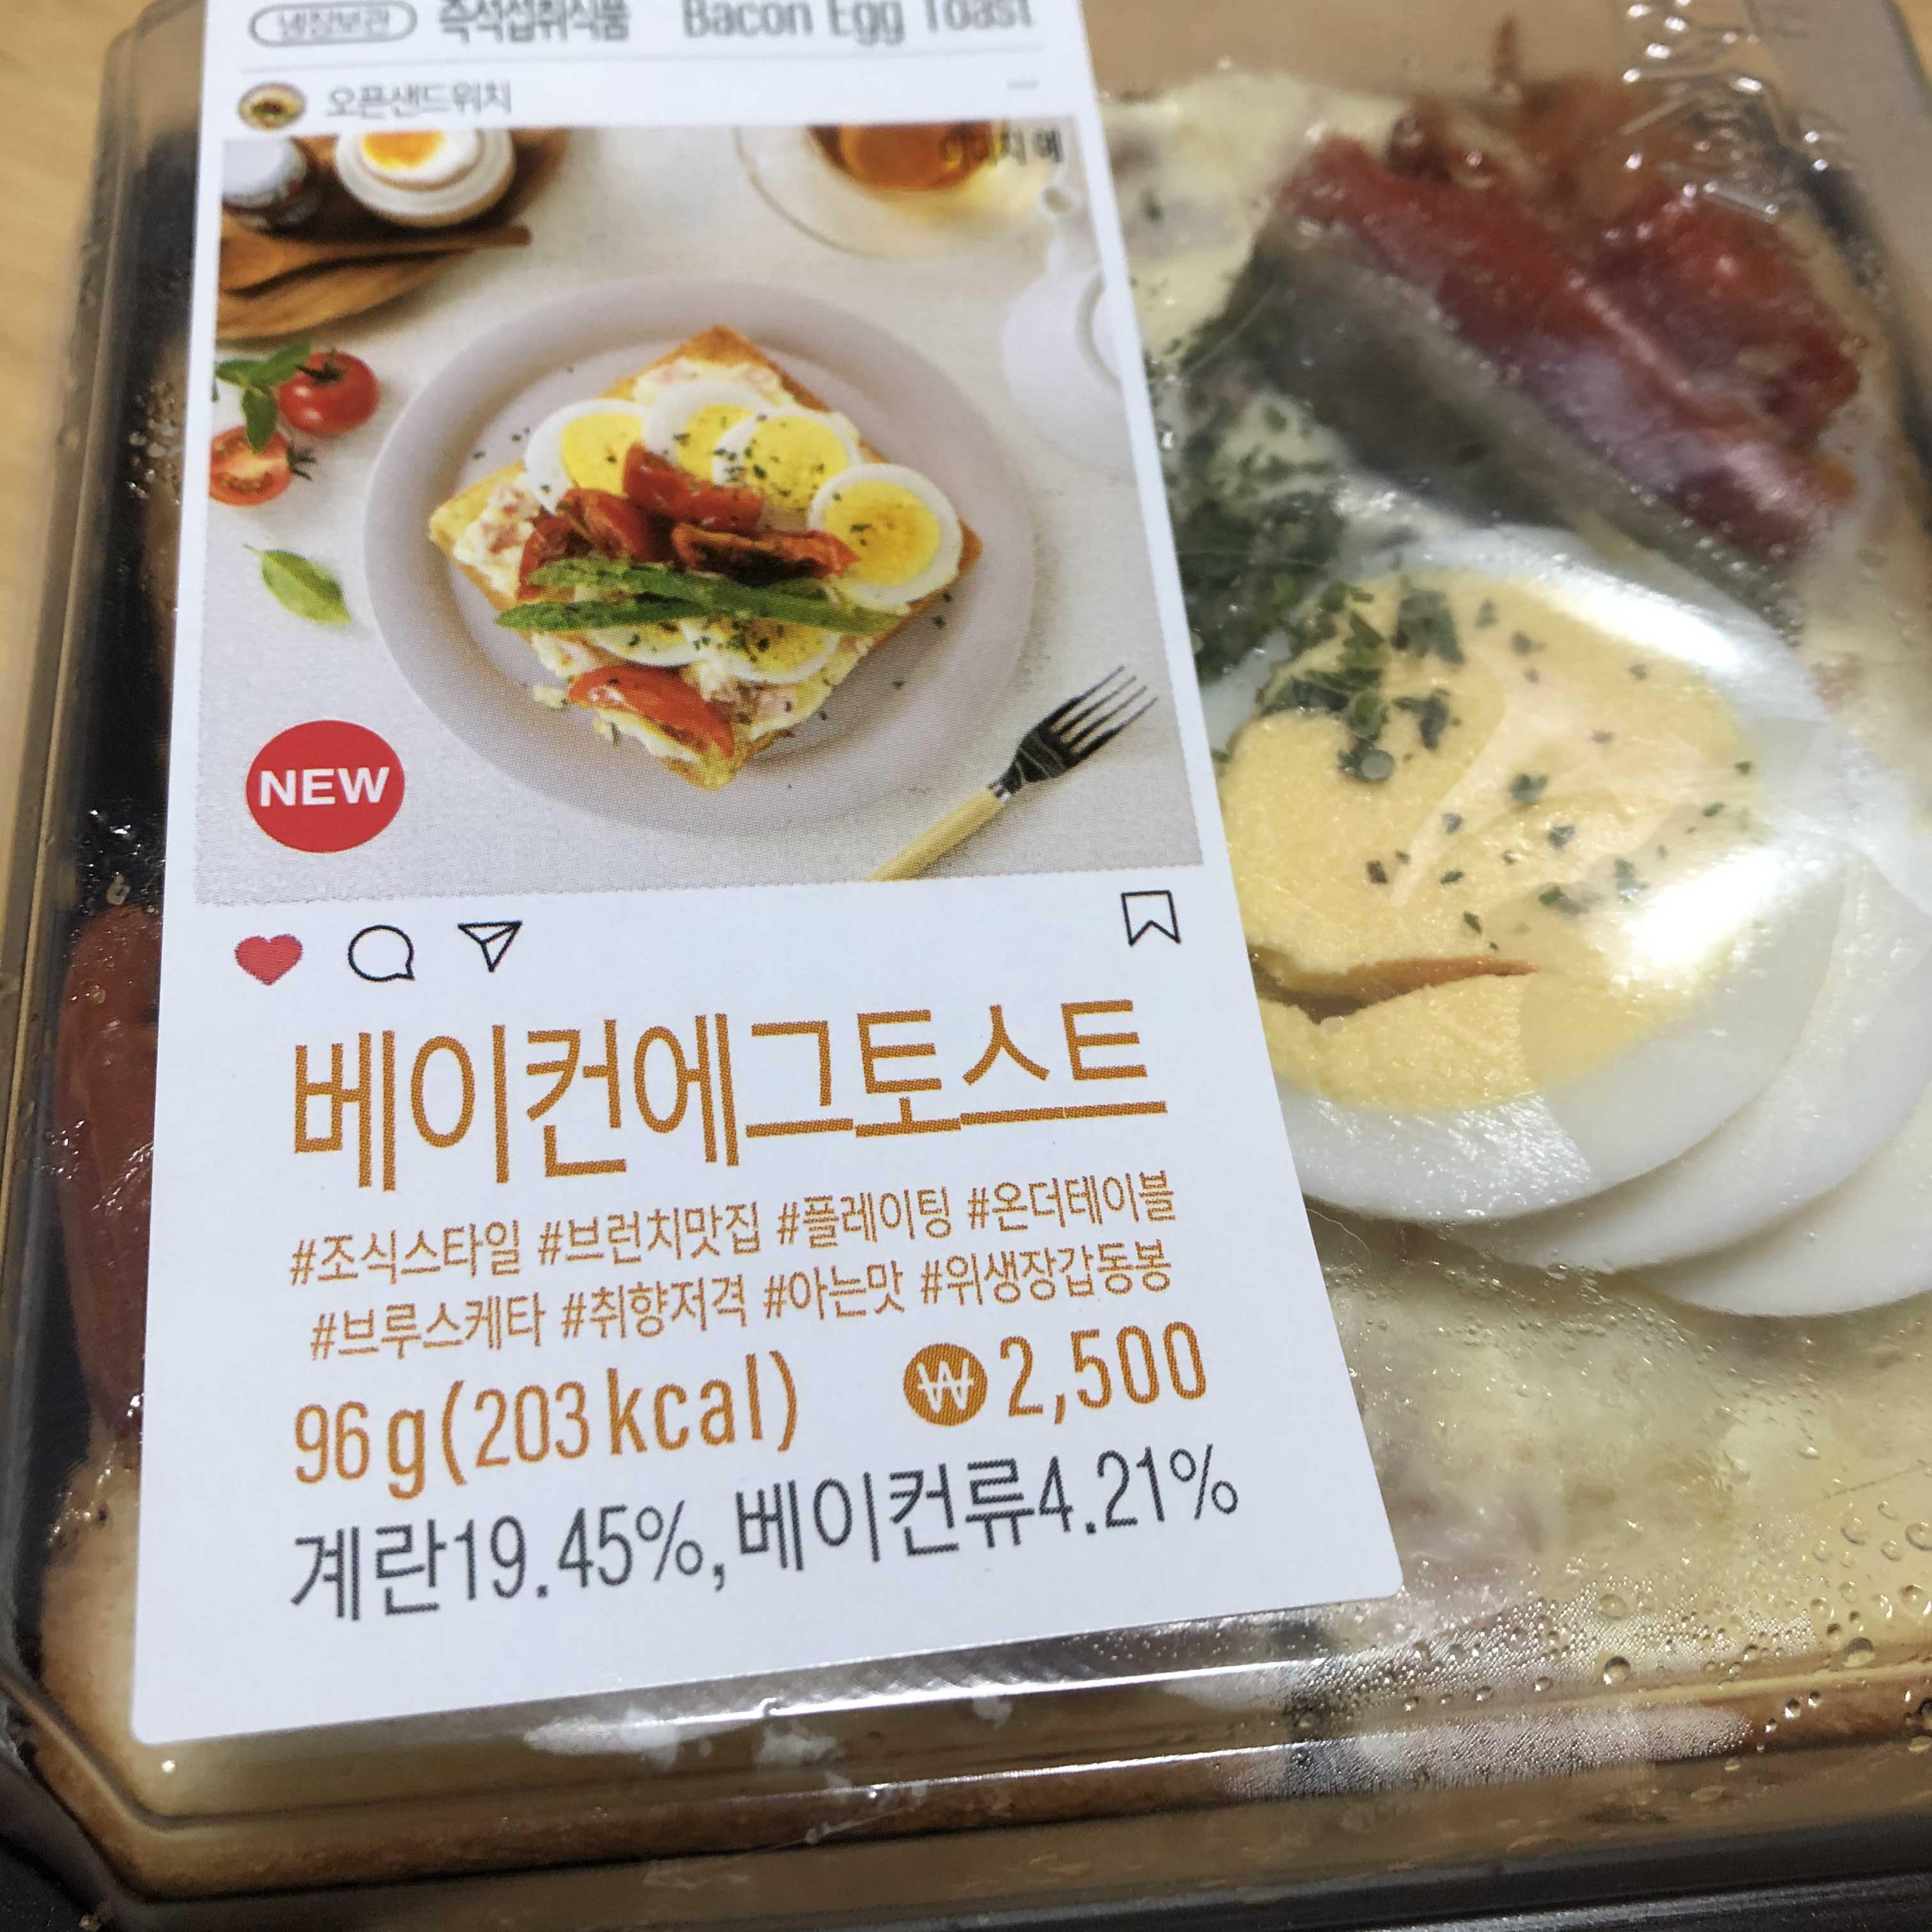 냉장보관 즉석섭취식품 Bacon Egg Toast
오픈샌드위치
이미지 예
NEW
베이컨에그토스트
#조식스타일 #브런치맛집 #플레이팅 #온더테이블
#브루스케타 #취향저격 #아는맛 #위생장갑동봉
96g(203kcal) ₩2,500
계란19.45%, 베이컨류4.21%